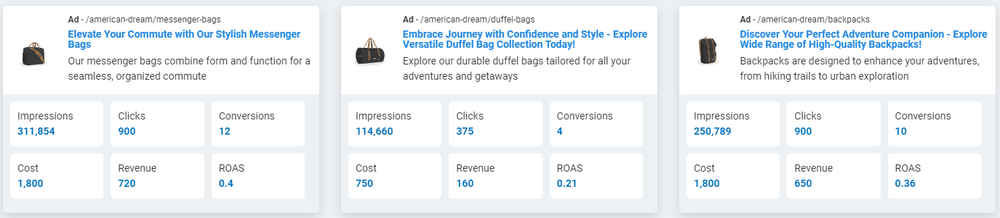 Ad - /american-dream/messenger-bags
Elevate Your Commute with Our Stylish Messenger
Bags
Our messenger bags combine form and function for a
seamless, organized commute
Impressions
311,854
Clicks
900
Conversions
12
Cost
1,800
Revenue
720
ROAS
0.4
Ad - /american-dream/duffel-bags
Embrace Journey with Confidence and Style - Explore
Versatile Duffel Bag Collection Today!
Explore our durable duffel bags tailored for all your
adventures and getaways
Impressions
114,660
Clicks
375
Conversions
4
Cost
750
Revenue
160
ROAS
0.21
Ad - /american-dream/backpacks
Discover Your Perfect Adventure Companion - Explore
Wide Range of High-Quality Backpacks!
Backpacks are designed to enhance your adventures,
from hiking trails to urban exploration
Impressions
250,789
Clicks
900
Conversions
10
Cost
1,800
Revenue
650
ROAS
0.36